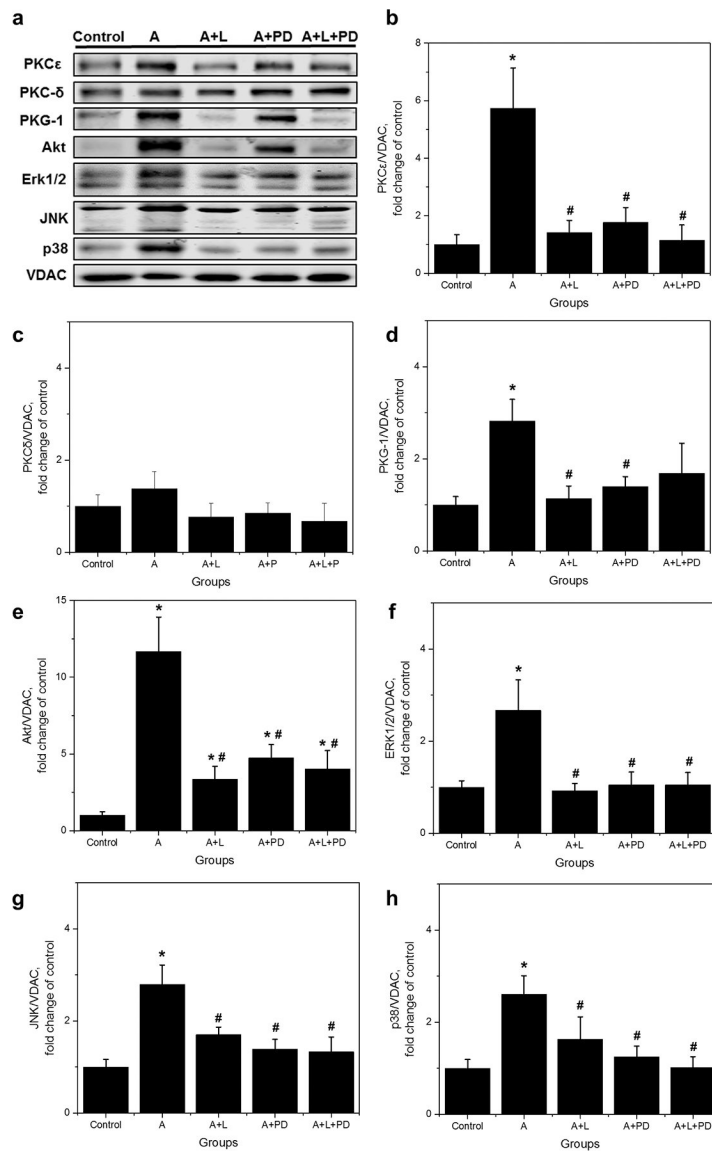 a
Control A A+L A+PD A+L+PD
PKCε
PKC-δ
PKG-1
Akt
Erk1/2
JNK
p38
VDAC
b
PKCε/VDAC,
fold change of control
8
6
4
2
0
*
#
#
#
Control A A+L A+PD A+L+PD
Groups
c
PKCδ/VDAC,
fold change of control
4
2
0
Control A A+L A+P A+L+P
Groups
d
PKG-1/VDAC,
fold change of control
4
2
0
*
#
#
Control A A+L A+PD A+L+PD
Groups
e
Akt/VDAC,
fold change of control
15
10
5
0
*
* #
* #
* #
Control A A+L A+PD A+L+PD
Groups
f
ERK1/2/VDAC,
fold change of control
4
2
0
*
#
#
#
Control A A+L A+PD A+L+PD
Groups
g
JNK/VDAC,
fold change of control
4
2
0
*
#
#
#
Control A A+L A+PD A+L+PD
Groups
h
p38/VDAC,
fold change of control
4
2
0
*
#
#
#
Control A A+L A+PD A+L+PD
Groups